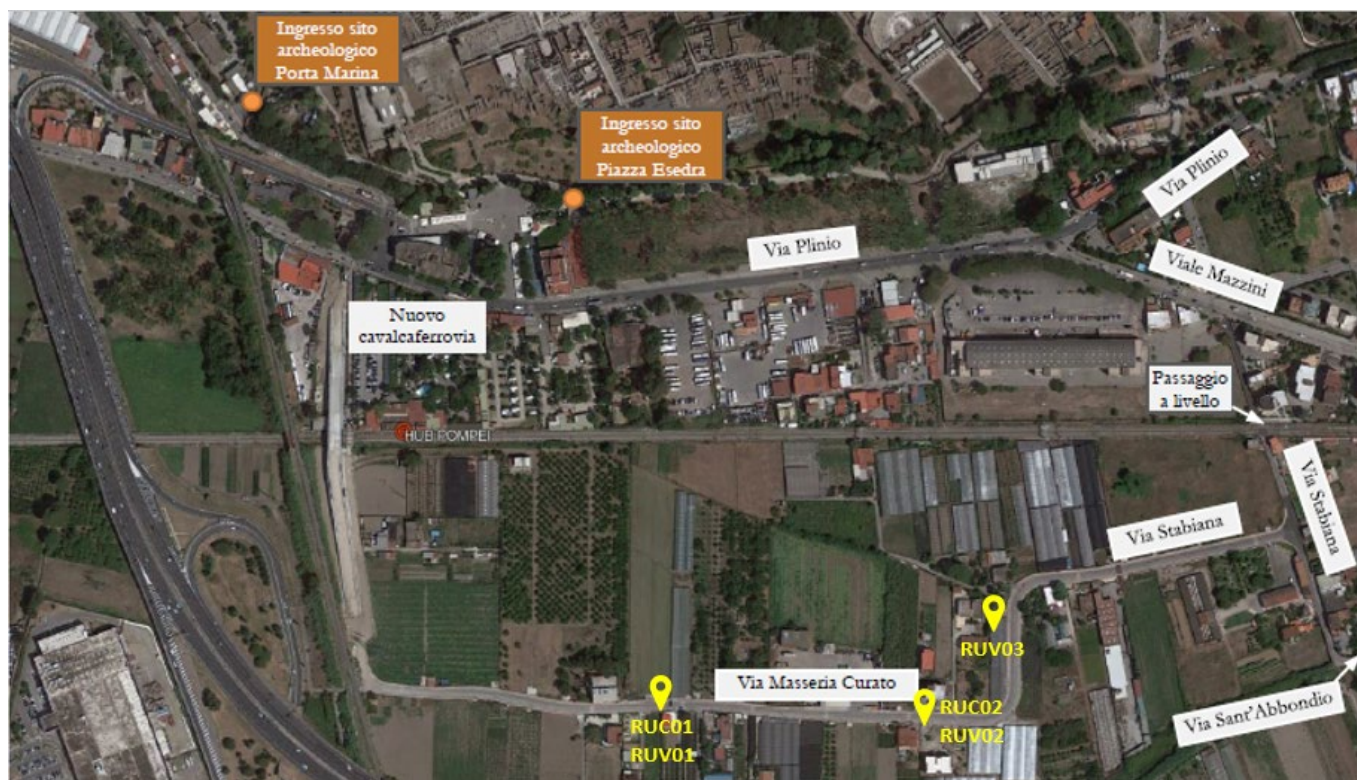 Ingresso sito
archeologico
Porta Marina
Ingresso sito
archeologico
Piazza Esedra
Via Plinio
Via Plinio
Viale Mazzini
Nuovo
cavalcaferrovia
Passaggio
a livello
HUB POMPEI
Via Stabiana
Via Stabiana
RUV03
Via Masseria Curato
RUC01
RUV01
RUC02
RUV02
Via Sant'Abbondio